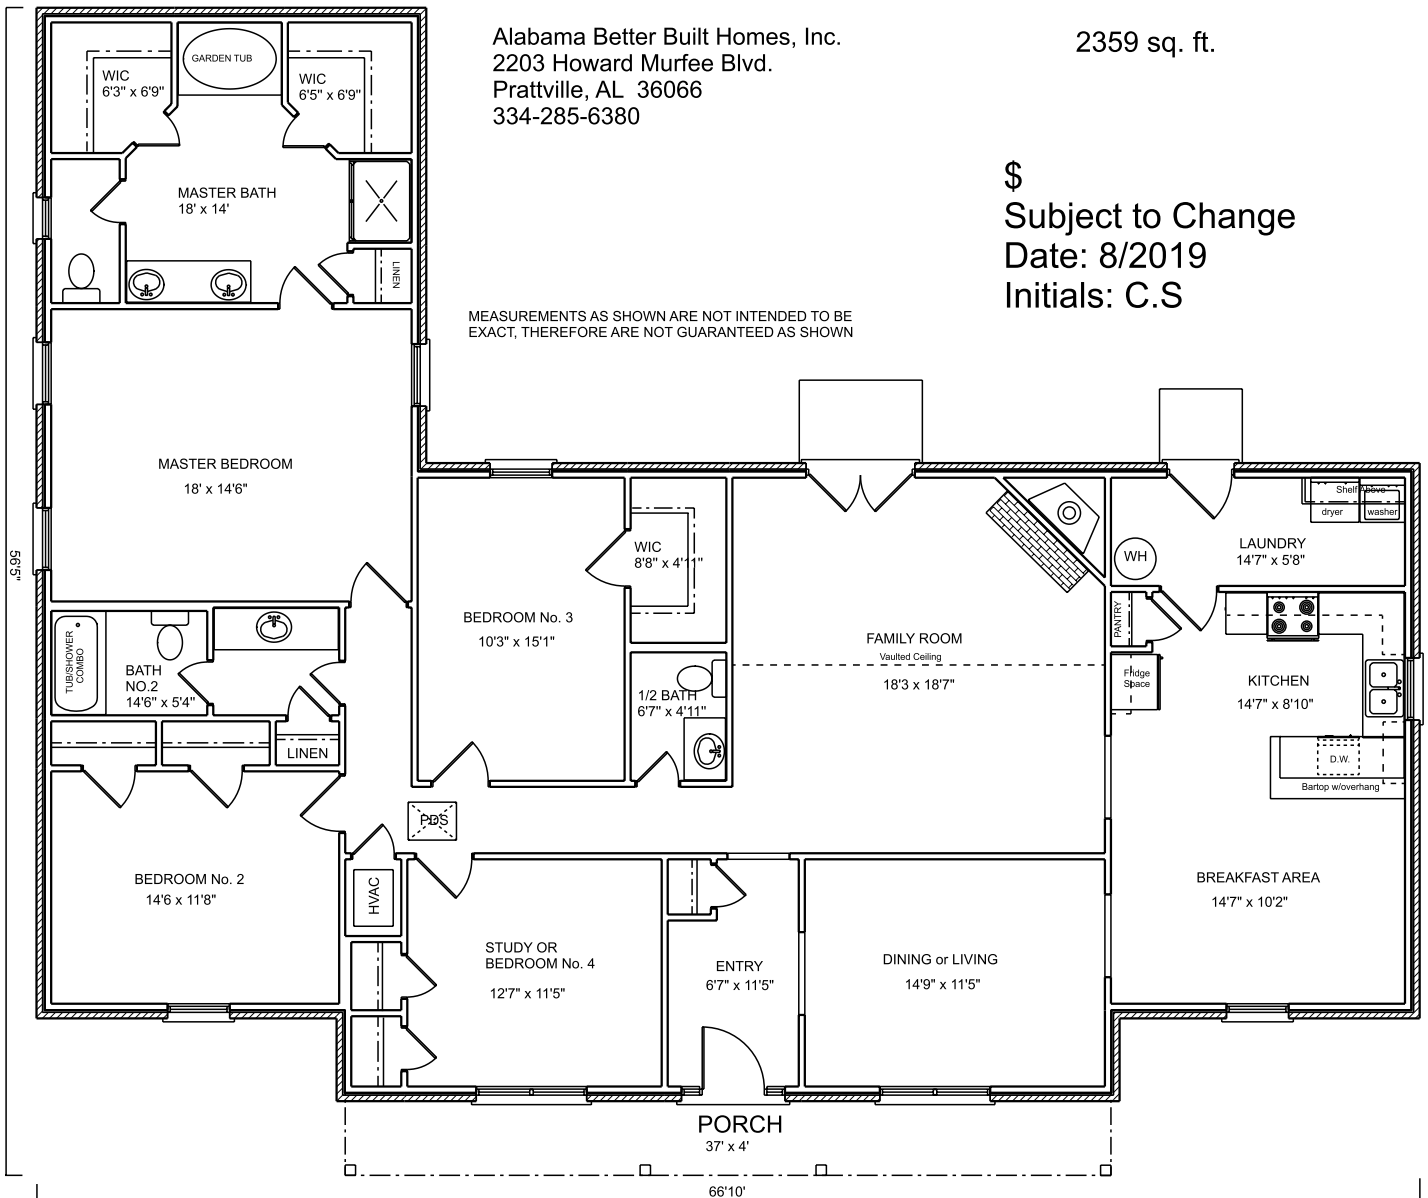 Alabama Better Built Homes, Inc.
2203 Howard Murfee Blvd.
Prattville, AL  36066
334-285-6380
2359 sq. ft.
$
Subject to Change
Date: 8/2019
Initials: C.S
MEASUREMENTS AS SHOWN ARE NOT INTENDED TO BE
EXACT, THEREFORE ARE NOT GUARANTEED AS SHOWN
GARDEN TUB
WIC
6'3" x 6'9"
WIC
6'5" x 6'9"
MASTER BATH
18' x 14'
LINEN
MASTER BEDROOM
18' x 14'6"
56'5"
TUB/SHOWER
COMBO
BATH
NO.2
14'6" x 5'4"
LINEN
BEDROOM No. 3
10'3" x 15'1"
WIC
8'8" x 4'11"
1/2 BATH
6'7" x 4'11"
FAMILY ROOM
Vaulted Ceiling
18'3 x 18'7"
Shelf Above
dryer
washer
WH
LAUNDRY
14'7" x 5'8"
PANTRY
Fridge
Space
KITCHEN
14'7" x 8'10"
D.W.
Bartop w/overhang
PDS
BEDROOM No. 2
14'6 x 11'8"
HVAC
STUDY OR
BEDROOM No. 4
12'7" x 11'5"
ENTRY
6'7" x 11'5"
DINING or LIVING
14'9" x 11'5"
BREAKFAST AREA
14'7" x 10'2"
PORCH
37' x 4'
66'10'